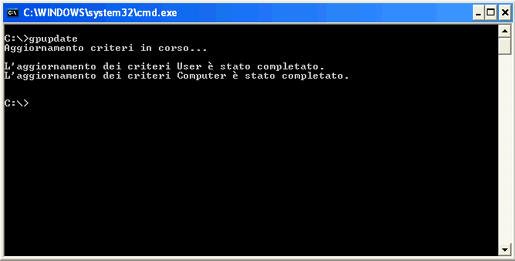 C:\WINDOWS\system32\cmd.exe
C:\>gpupdate
Aggiornamento criteri in corso...
L'aggiornamento dei criteri User è stato completato.
L'aggiornamento dei criteri Computer è stato completato.
C:\>